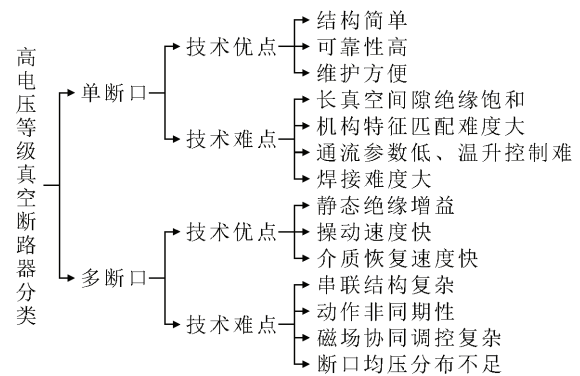 高电压等级真空断路器分类
单断口
技术优点
结构简单
可靠性高
维护方便
技术难点
长真空间隙绝缘饱和
机构特征匹配难度大
通流参数低、温升控制难
焊接难度大
多断口
技术优点
静态绝缘增益
操动速度快
介质恢复速度快
技术难点
串联结构复杂
动作非同期性
磁场协同调控复杂
断口均压分布不足